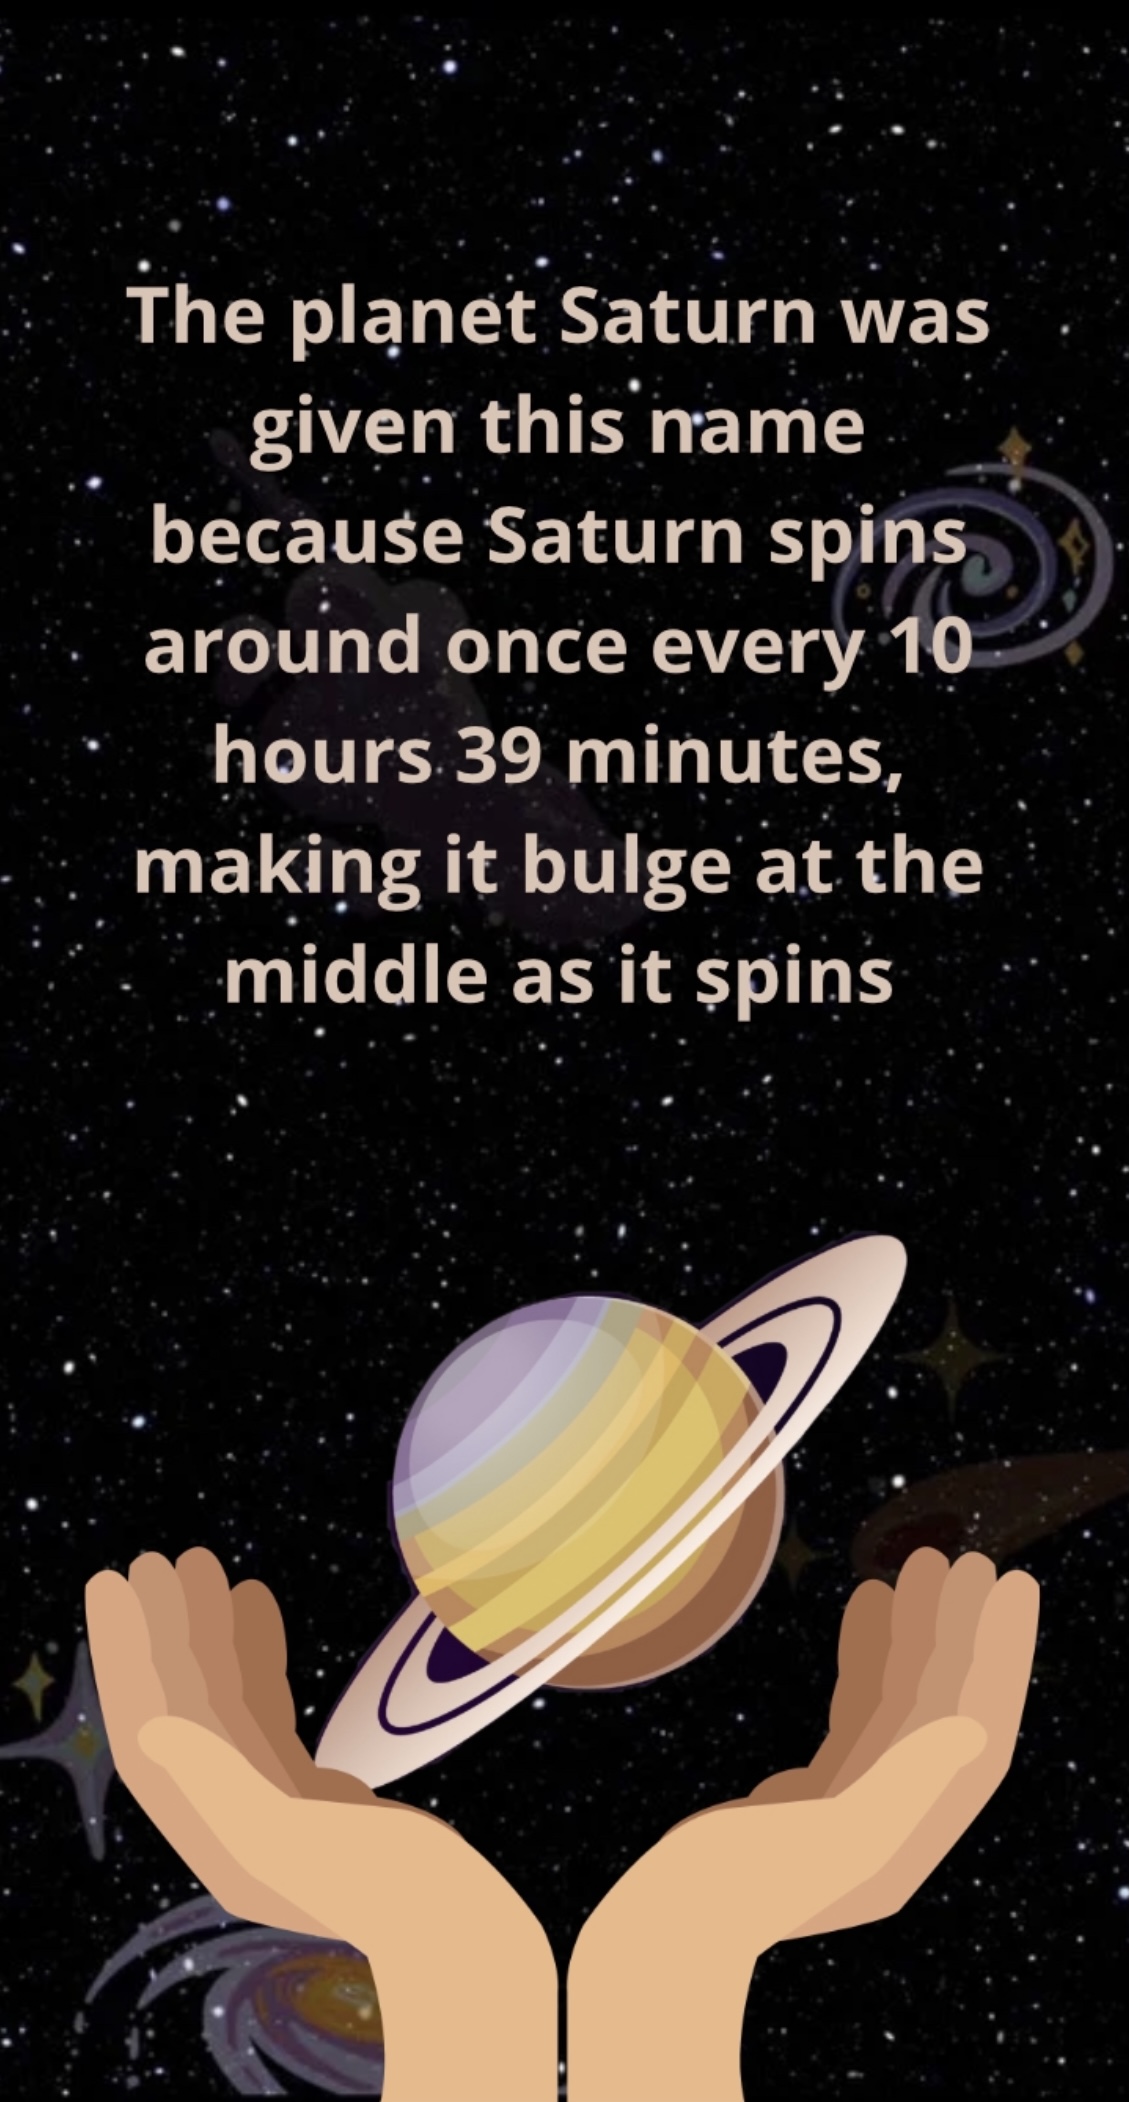 The planet Saturn was
given this name
because Saturn spins
around once every 10
hours 39 minutes,
making it bulge at the
middle as it spins